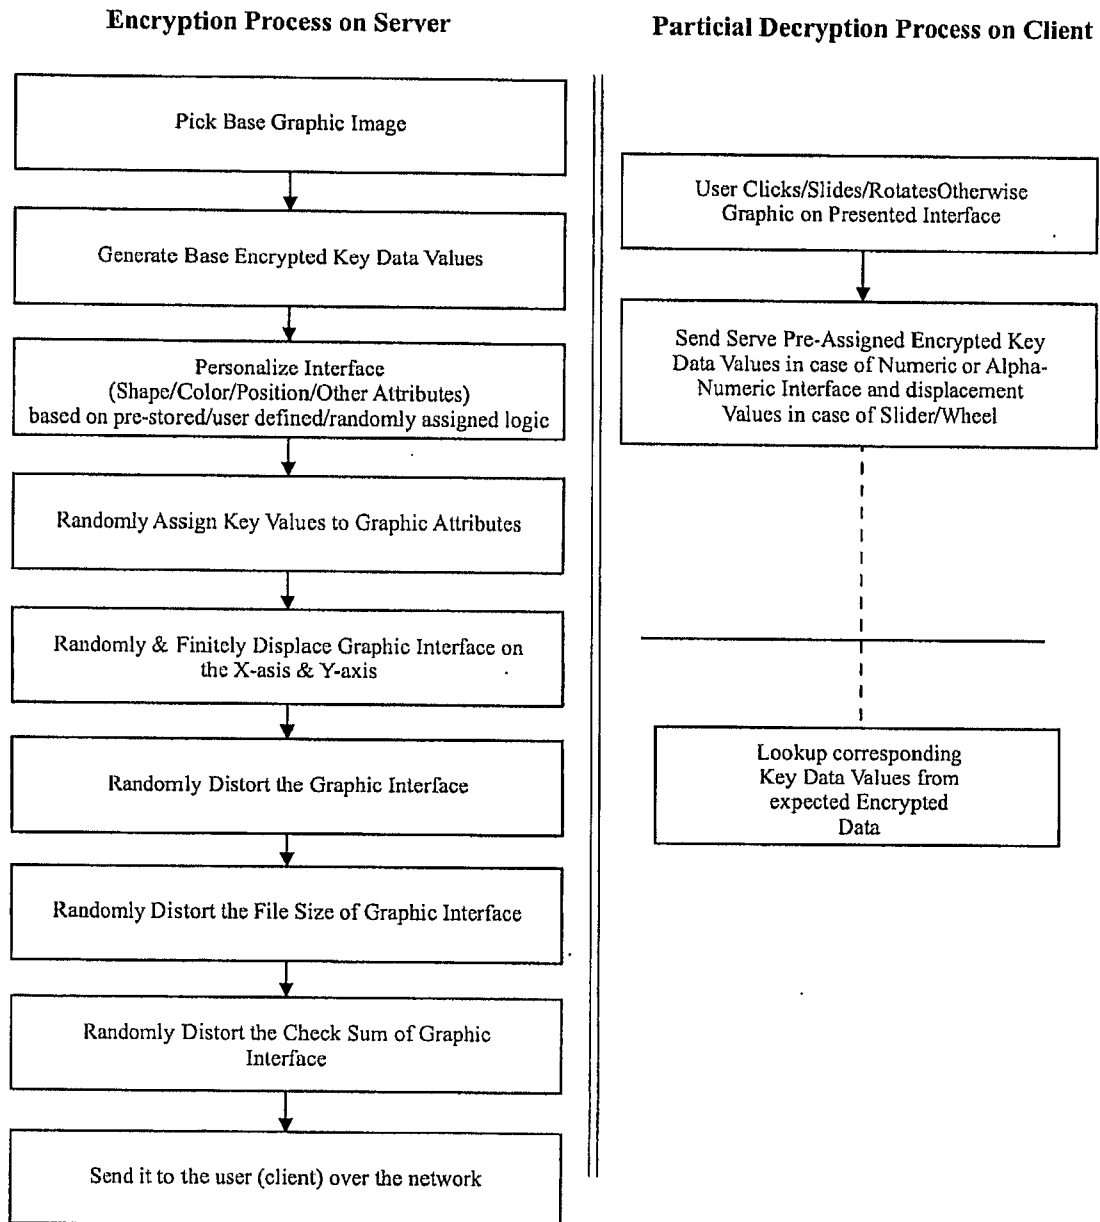 Encryption Process on Server
Pick Base Graphic Image
Generate Base Encrypted Key Data Values
Personalize Interface
(Shape/Color/Position/Other Attributes)
based on pre-stored/user defined/randomly assigned logic
Randomly Assign Key Values to Graphic Attributes
Randomly & Finitely Displace Graphic Interface on
the X-asis & Y-axis
Randomly Distort the Graphic Interface
Randomly Distort the File Size of Graphic Interface
Randomly Distort the Check Sum of Graphic
Interface
Send it to the user (client) over the network
Particial Decryption Process on Client
User Clicks/Slides/RotatesOtherwise
Graphic on Presented Interface
Send Serve Pre-Assigned Encrypted Key
Data Values in case of Numeric or Alpha-
Numeric Interface and displacement
Values in case of Slider/Wheel
Lookup corresponding
Key Data Values from
expected Encrypted
Data